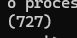 o proces
(727)